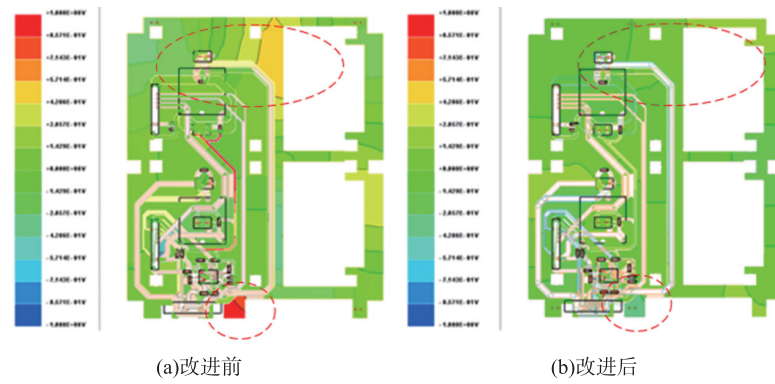 +1.000E+00V
+8.571E-01V
+7.143E-01V
+5.714E-01V
+4.286E-01V
+2.857E-01V
+1.429E-01V
0.000E+00V
-1.429E-01V
-2.857E-01V
-4.286E-01V
-5.714E-01V
-7.143E-01V
-8.571E-01V
-1.000E+00V
(a)改进前
+1.000E+00V
+8.571E-01V
+7.143E-01V
+5.714E-01V
+4.286E-01V
+2.857E-01V
+1.429E-01V
0.000E+00V
-1.429E-01V
-2.857E-01V
-4.286E-01V
-5.714E-01V
-7.143E-01V
-8.571E-01V
-1.000E+00V
(b)改进后